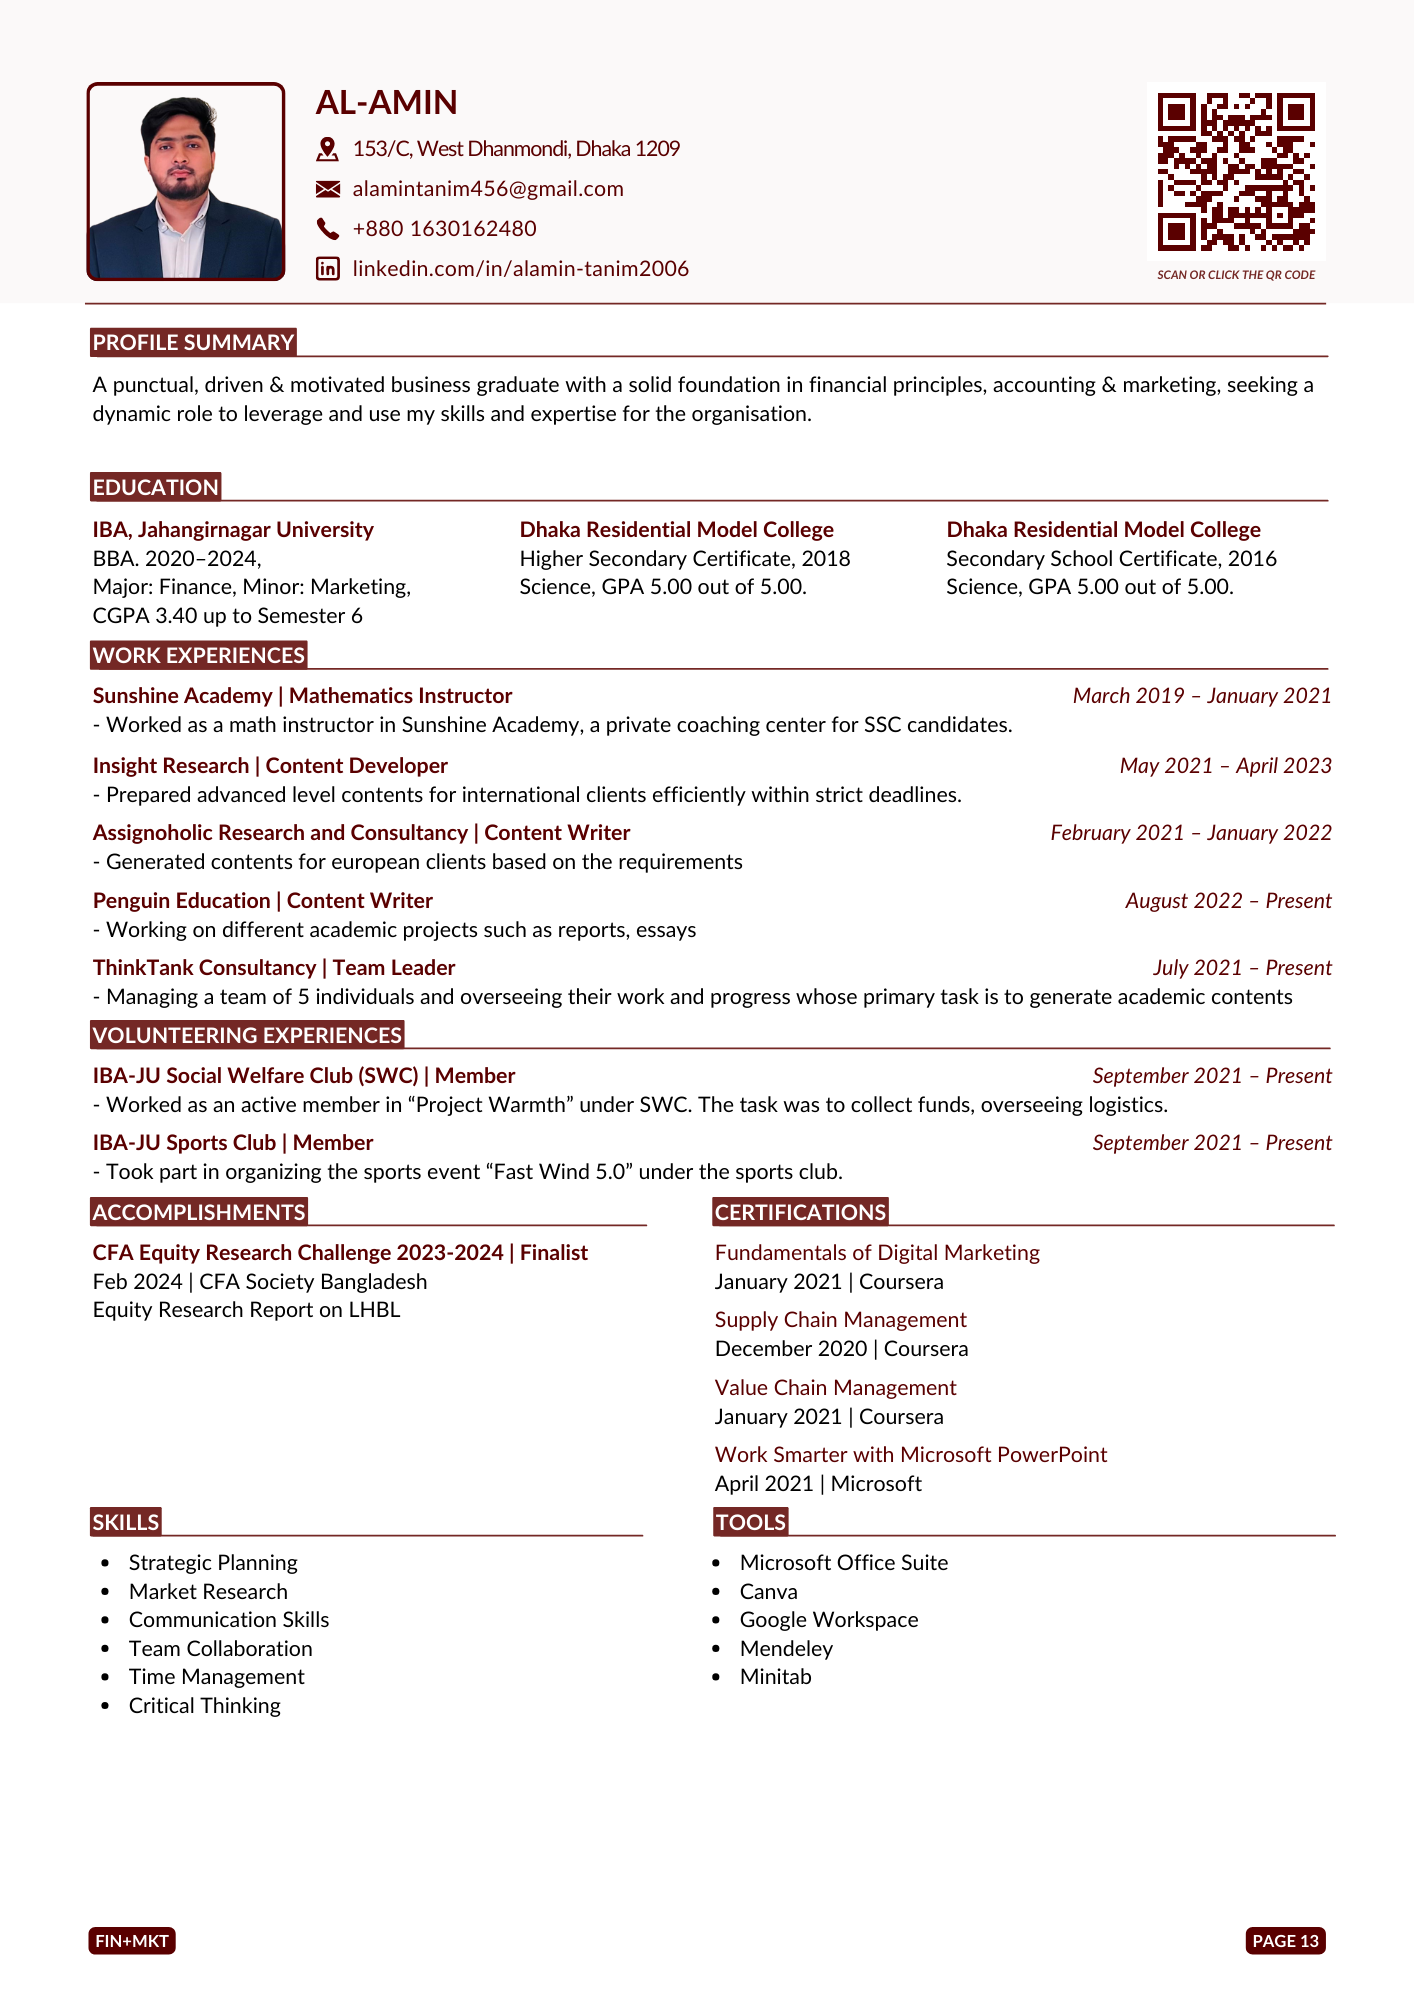 AL-AMIN
153/C, West Dhanmondi, Dhaka 1209
alamintanim456@gmail.com
+880 1630162480
linkedin.com/in/alamin-tanim2006
SCAN OR CLICK THE QR CODE
PROFILE SUMMARY
A punctual, driven & motivated business graduate with a solid foundation in financial principles, accounting & marketing, seeking a
dynamic role to leverage and use my skills and expertise for the organisation.
EDUCATION
IBA, Jahangirnagar University
BBA. 2020–2024,
Major: Finance, Minor: Marketing,
CGPA 3.40 up to Semester 6
Dhaka Residential Model College
Higher Secondary Certificate, 2018
Science, GPA 5.00 out of 5.00.
Dhaka Residential Model College
Secondary School Certificate, 2016
Science, GPA 5.00 out of 5.00.
WORK EXPERIENCES
Sunshine Academy | Mathematics Instructor March 2019 – January 2021
- Worked as a math instructor in Sunshine Academy, a private coaching center for SSC candidates.
Insight Research | Content Developer May 2021 – April 2023
- Prepared advanced level contents for international clients efficiently within strict deadlines.
Assignoholic Research and Consultancy | Content Writer February 2021 – January 2022
- Generated contents for european clients based on the requirements
Penguin Education | Content Writer August 2022 – Present
- Working on different academic projects such as reports, essays
ThinkTank Consultancy | Team Leader July 2021 – Present
- Managing a team of 5 individuals and overseeing their work and progress whose primary task is to generate academic contents
VOLUNTEERING EXPERIENCES
IBA-JU Social Welfare Club (SWC) | Member September 2021 – Present
- Worked as an active member in “Project Warmth” under SWC. The task was to collect funds, overseeing logistics.
IBA-JU Sports Club | Member September 2021 – Present
- Took part in organizing the sports event “Fast Wind 5.0” under the sports club.
ACCOMPLISHMENTS
CFA Equity Research Challenge 2023-2024 | Finalist
Feb 2024 | CFA Society Bangladesh
Equity Research Report on LHBL
CERTIFICATIONS
Fundamentals of Digital Marketing
January 2021 | Coursera
Supply Chain Management
December 2020 | Coursera
Value Chain Management
January 2021 | Coursera
Work Smarter with Microsoft PowerPoint
April 2021 | Microsoft
SKILLS
• Strategic Planning
• Market Research
• Communication Skills
• Team Collaboration
• Time Management
• Critical Thinking
TOOLS
• Microsoft Office Suite
• Canva
• Google Workspace
• Mendeley
• Minitab
FIN+MKT
PAGE 13